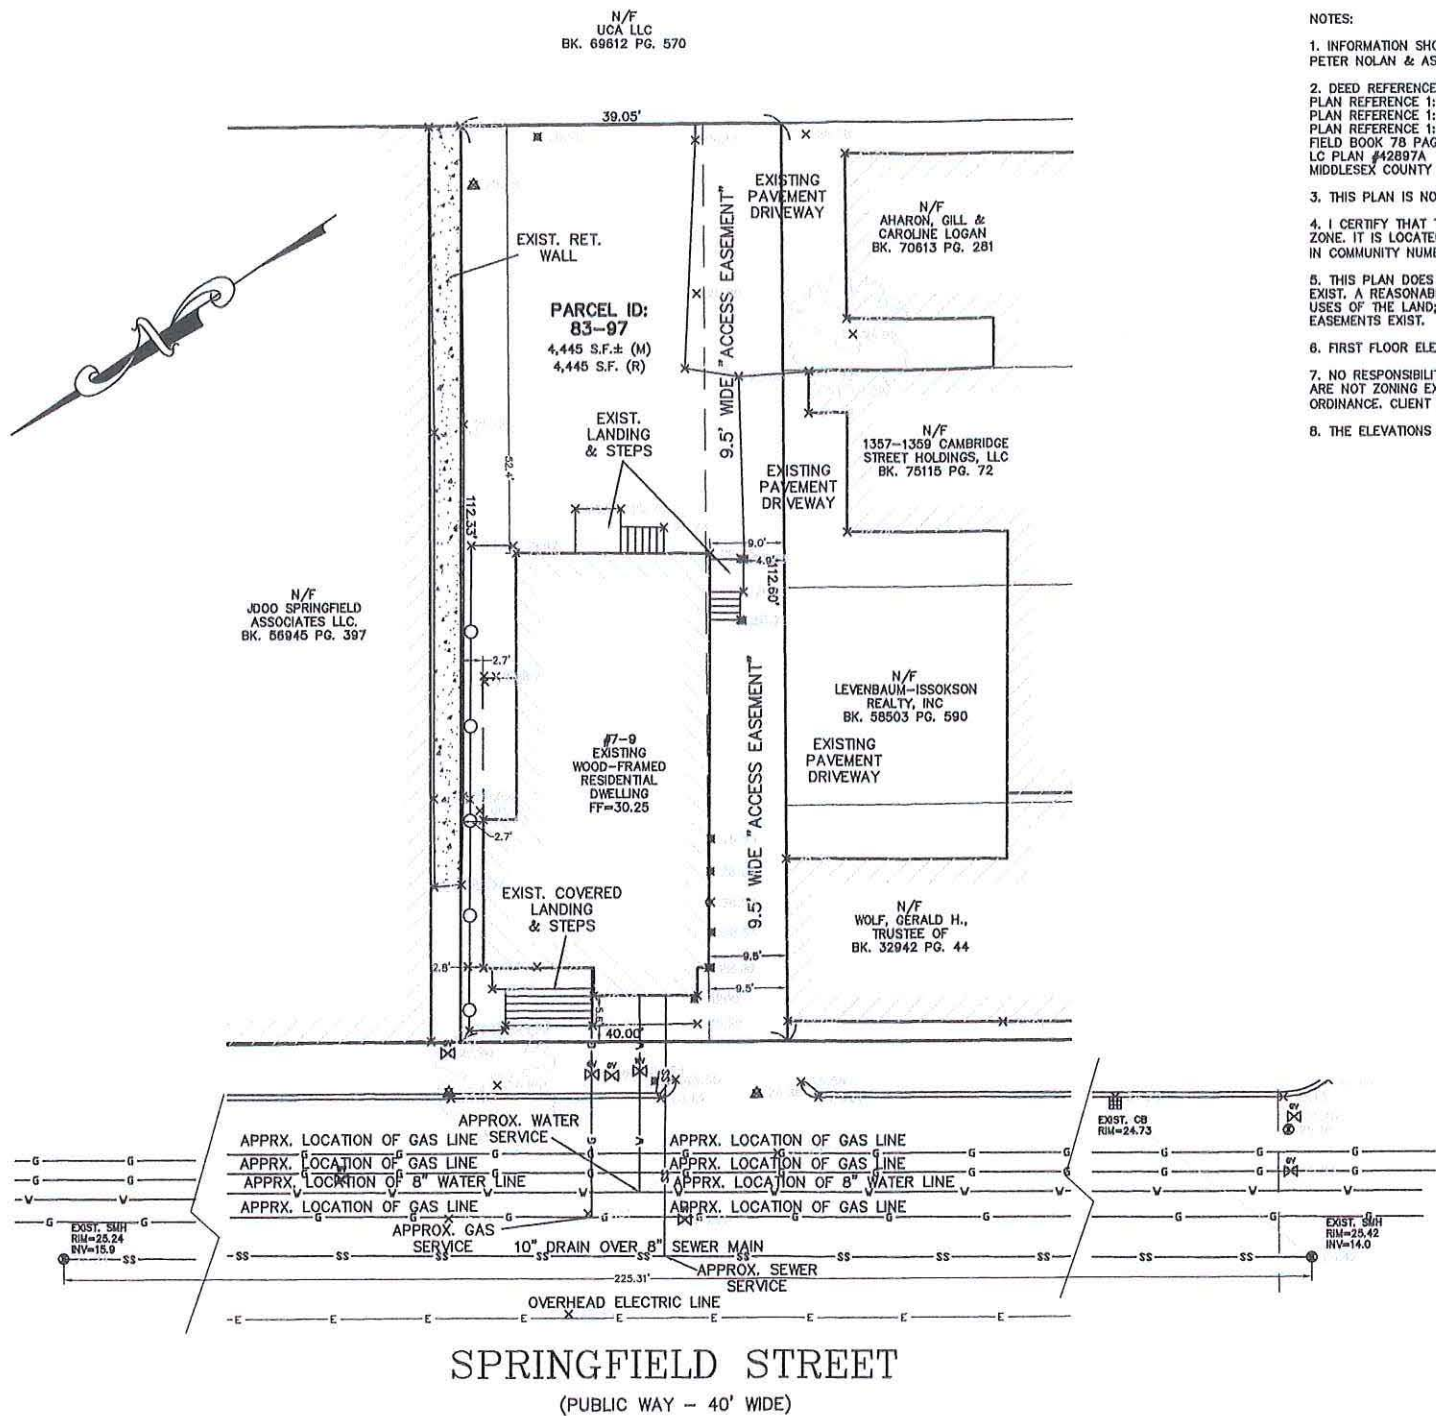 N/F
UCA LLC
BK. 69612 PG. 570
NOTES:
1. INFORMATION SHO
PETER NOLAN & AS
2. DEED REFERENCE
PLAN REFERENCE 1:
PLAN REFERENCE 1:
PLAN REFERENCE 1:
FIELD BOOK 78 PAG
LC PLAN #42897A
MIDDLESEX COUNTY
3. THIS PLAN IS NO
4. I CERTIFY THAT T
ZONE. IT IS LOCATE
IN COMMUNITY NUMB
5. THIS PLAN DOES
EXIST. A REASONAB
USES OF THE LAND;
EASEMENTS EXIST.
6. FIRST FLOOR ELE
7. NO RESPONSIBILIT
ARE NOT ZONING EX
ORDINANCE. CLIENT
8. THE ELEVATIONS
39.05'
EXISTING
PAVEMENT
DRIVEWAY
N/F
AHARON, GILL &
CAROLINE LOGAN
BK. 70613 PG. 281
EXIST. RET.
WALL
9.5' WIDE "ACCESS EASEMENT"
PARCEL ID:
83-97
4,445 S.F.± (M)
4,445 S.F. (R)
EXIST.
LANDING
& STEPS
52.4'
112.33'
N/F
1357-1359 CAMBRIDGE
STREET HOLDINGS, LLC
BK. 75115 PG. 72
EXISTING
PAVEMENT
DRIVEWAY
9.0'
4.9'
112.60'
N/F
JDOO SPRINGFIELD
ASSOCIATES LLC.
BK. 56945 PG. 397
2.7'
N/F
LEVENBAUM-ISSOKSON
REALTY, INC
BK. 58503 PG. 590
#7-9
EXISTING
WOOD-FRAMED
RESIDENTIAL
DWELLING
FF=30.25
EXISTING
PAVEMENT
DRIVEWAY
9.5' WIDE "ACCESS EASEMENT"
2.7'
EXIST. COVERED
LANDING
& STEPS
N/F
WOLF, GERALD H.,
TRUSTEE OF
BK. 32942 PG. 44
9.5'
9.5'
40.00'
GV
GV
GV
G
W
SS
APPROX. WATER
SERVICE
EXIST. CB
RIM=24.73
GV
APPRX. LOCATION OF GAS LINE
APPRX. LOCATION OF GAS LINE
APPRX. LOCATION OF GAS LINE
APPRX. LOCATION OF GAS LINE
APPRX. LOCATION OF 8" WATER LINE
APPRX. LOCATION OF 8" WATER LINE
APPRX. LOCATION OF GAS LINE
APPRX. LOCATION OF GAS LINE
EXIST. SMH
RIM=25.24
INV=15.9
EXIST. SMH
RIM=25.42
INV=14.0
APPROX. GAS
SERVICE
10" DRAIN OVER 8" SEWER MAIN
APPROX. SEWER
SERVICE
225.31'
OVERHEAD ELECTRIC LINE
E E E E E E E E E
SPRINGFIELD STREET
(PUBLIC WAY - 40' WIDE)